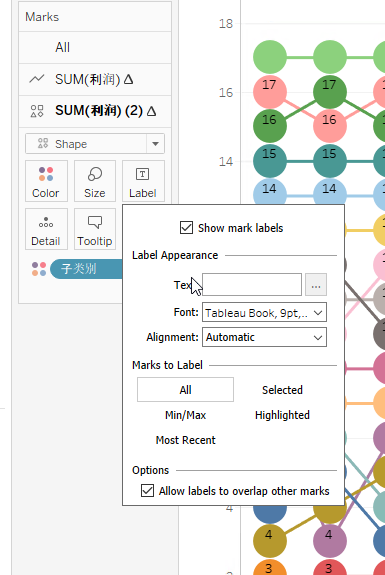 Marks
All
SUM(利润) Δ
SUM(利润) (2) Δ
Shape
Color
Size
Label
Detail
Tooltip
子类别
Show mark labels
Label Appearance
Text
...
Font:
Tableau Book, 9pt,...
Alignment:
Automatic
Marks to Label
All
Selected
Min/Max
Highlighted
Most Recent
Options
Allow labels to overlap other marks
18
16
14
4
17
17
16
16
15
15
14
14
4
4
3
3